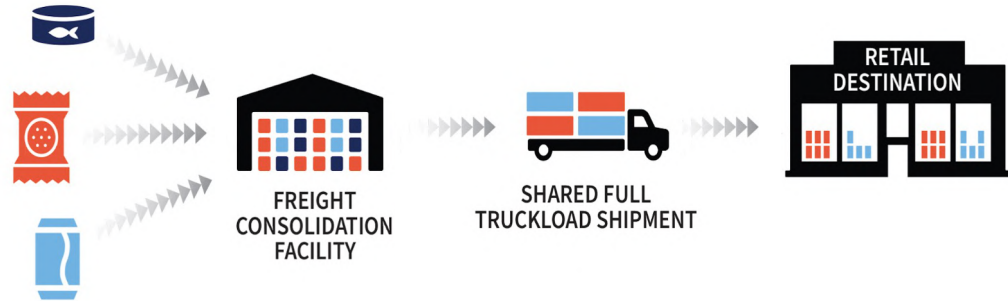 FREIGHT
CONSOLIDATION
FACILITY
SHARED FULL
TRUCKLOAD SHIPMENT
RETAIL
DESTINATION